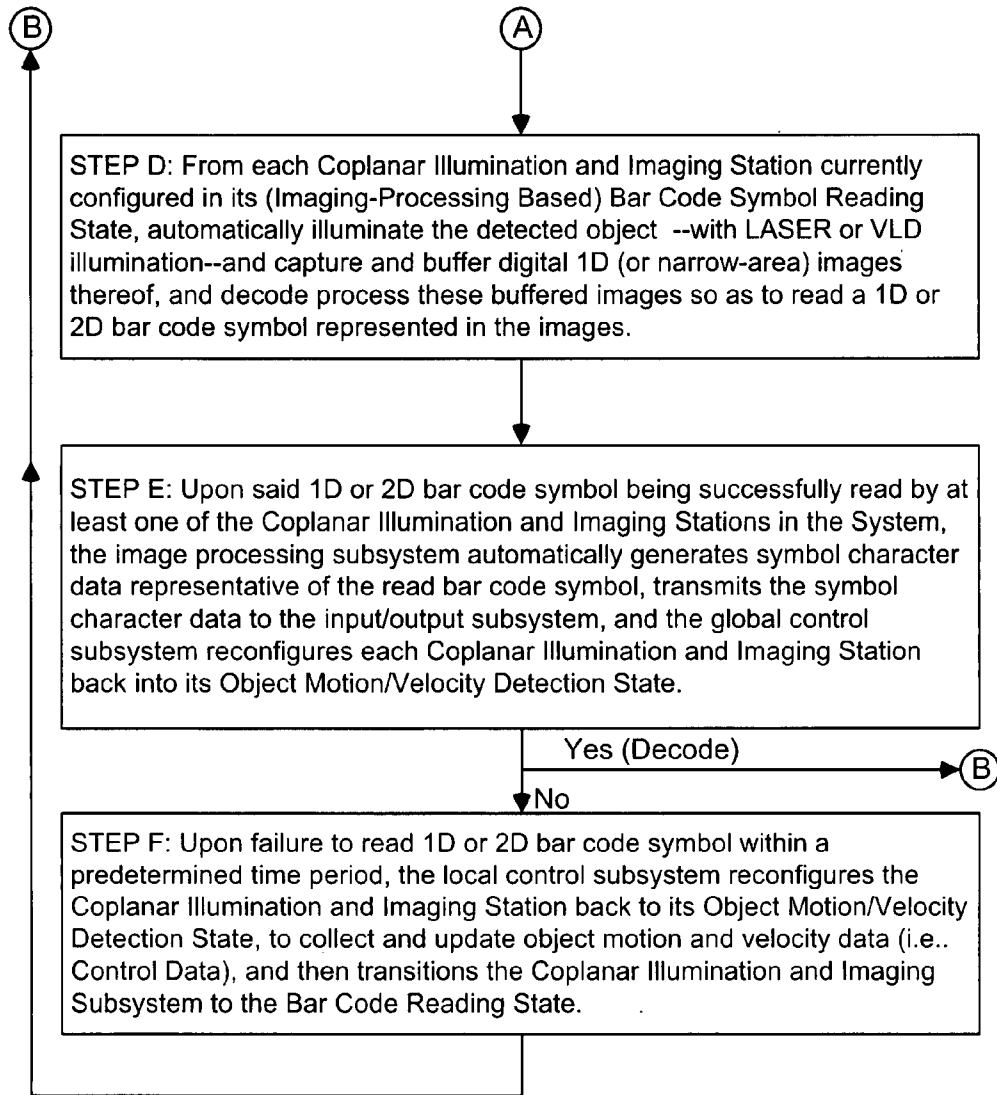 B
A
STEP D: From each Coplanar Illumination and Imaging Station currently
configured in its (Imaging-Processing Based) Bar Code Symbol Reading
State, automatically illuminate the detected object --with LASER or VLD
illumination--and capture and buffer digital 1D (or narrow-area) images
thereof, and decode process these buffered images so as to read a 1D or
2D bar code symbol represented in the images.
STEP E: Upon said 1D or 2D bar code symbol being successfully read by at
least one of the Coplanar Illumination and Imaging Stations in the System,
the image processing subsystem automatically generates symbol character
data representative of the read bar code symbol, transmits the symbol
character data to the input/output subsystem, and the global control
subsystem reconfigures each Coplanar Illumination and Imaging Station
back into its Object Motion/Velocity Detection State.
Yes (Decode)
B
No
STEP F: Upon failure to read 1D or 2D bar code symbol within a
predetermined time period, the local control subsystem reconfigures the
Coplanar Illumination and Imaging Station back to its Object Motion/Velocity
Detection State, to collect and update object motion and velocity data (i.e..
Control Data), and then transitions the Coplanar Illumination and Imaging
Subsystem to the Bar Code Reading State.